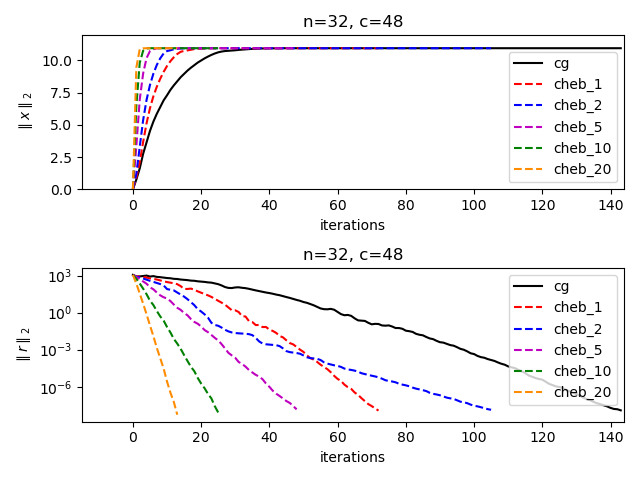 n=32, c=48
10.0
7.5
5.0
2.5
0.0
∥ x ∥₂
0 20 40 60 80 100 120 140
iterations
cg
cheb_1
cheb_2
cheb_5
cheb_10
cheb_20
n=32, c=48
10³
10⁰
10⁻³
10⁻⁶
∥ r ∥₂
0 20 40 60 80 100 120 140
iterations
cg
cheb_1
cheb_2
cheb_5
cheb_10
cheb_20